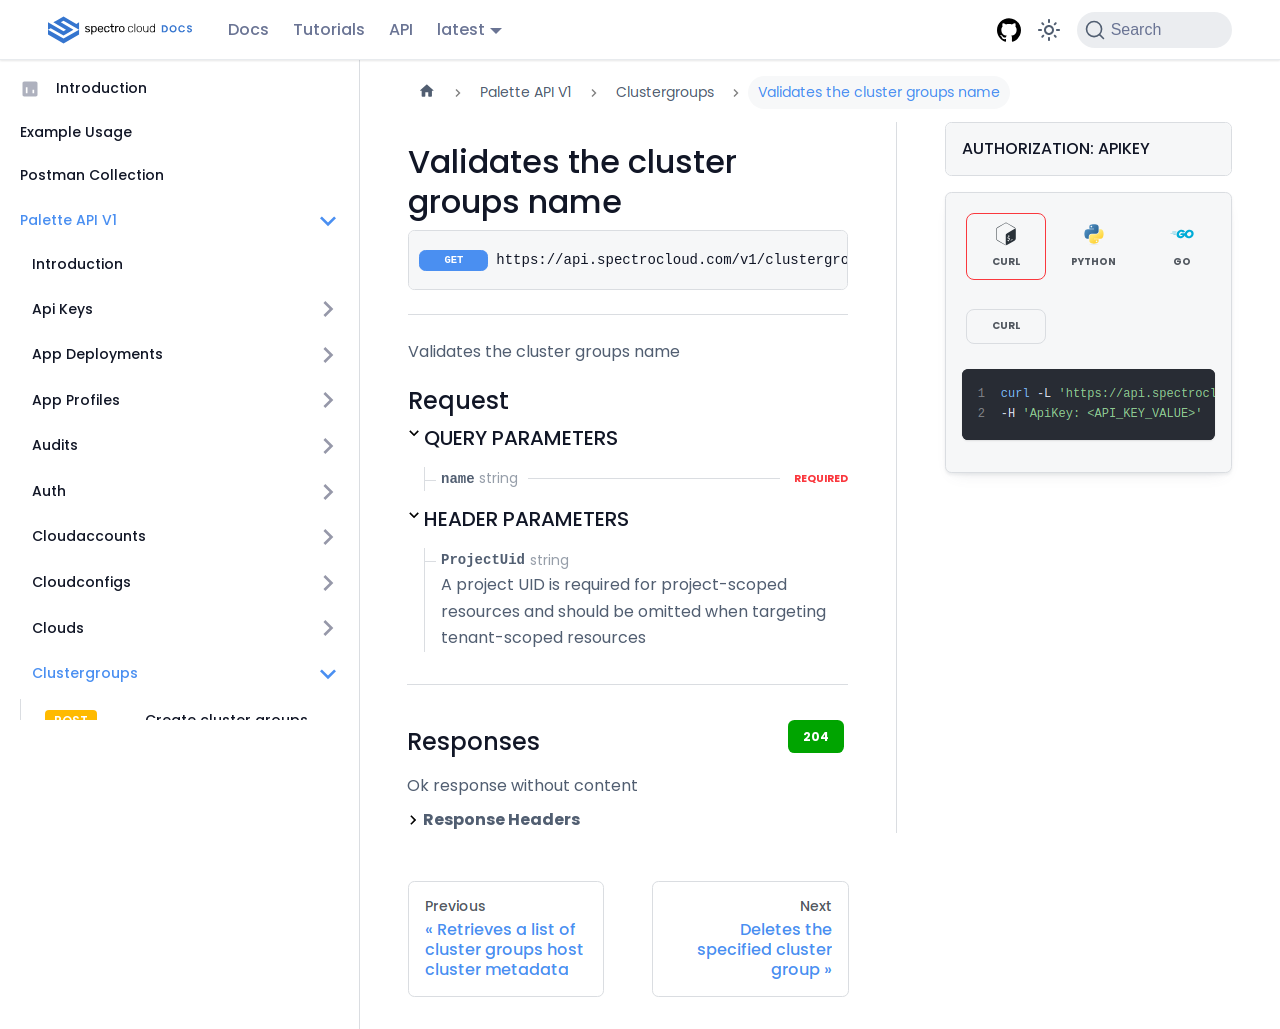 spectro cloud DOCS
Docs
Tutorials
API
latest
Search
Introduction
Example Usage
Postman Collection
Palette API V1
Introduction
Api Keys
App Deployments
App Profiles
Audits
Auth
Cloudaccounts
Cloudconfigs
Clouds
Clustergroups
POST Create cluster groups
Palette API V1
Clustergroups
Validates the cluster groups name
Validates the cluster
groups name
GET https://api.spectrocloud.com/v1/clustergro
Validates the cluster groups name
Request
QUERY PARAMETERS
name string REQUIRED
HEADER PARAMETERS
ProjectUid string
A project UID is required for project-scoped
resources and should be omitted when targeting
tenant-scoped resources
Responses
204
Ok response without content
Response Headers
Previous
« Retrieves a list of
cluster groups host
cluster metadata
Next
Deletes the
specified cluster
group »
AUTHORIZATION: APIKEY
CURL
PYTHON
GO
CURL
1 curl -L 'https://api.spectrocl
2 -H 'ApiKey: <API_KEY_VALUE>'